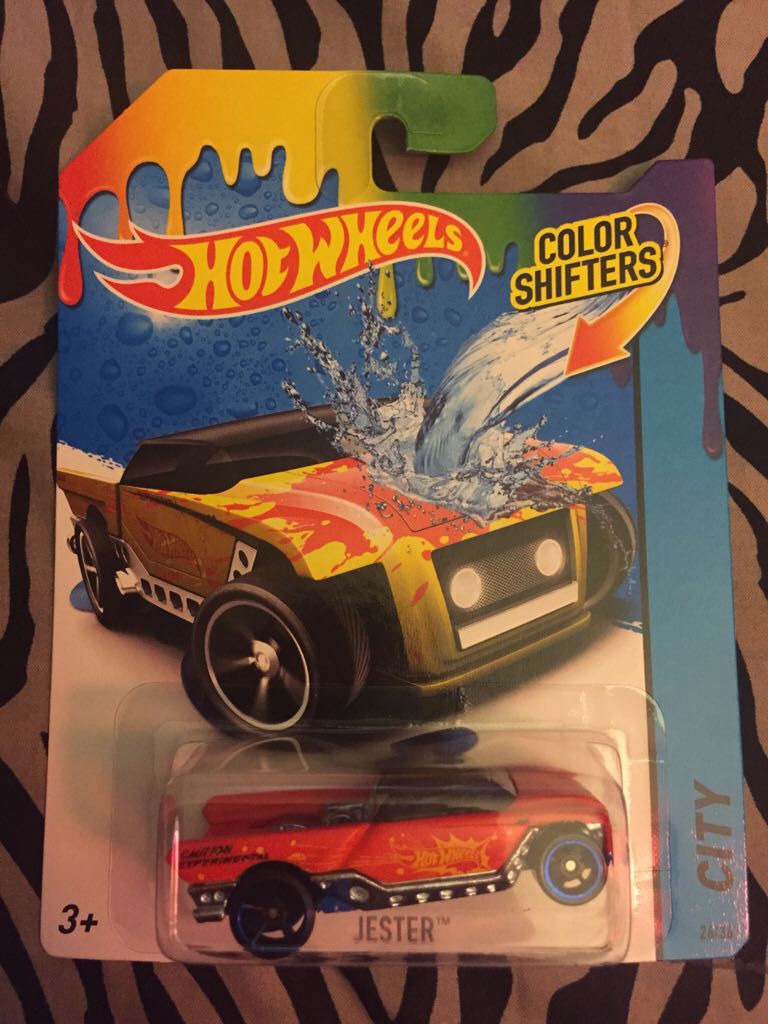 HOT WHEELS
COLOR
SHIFTERS
CAUTION
EXPERIMENTAL
HOT WHEELS
3+
JESTER™
CITY